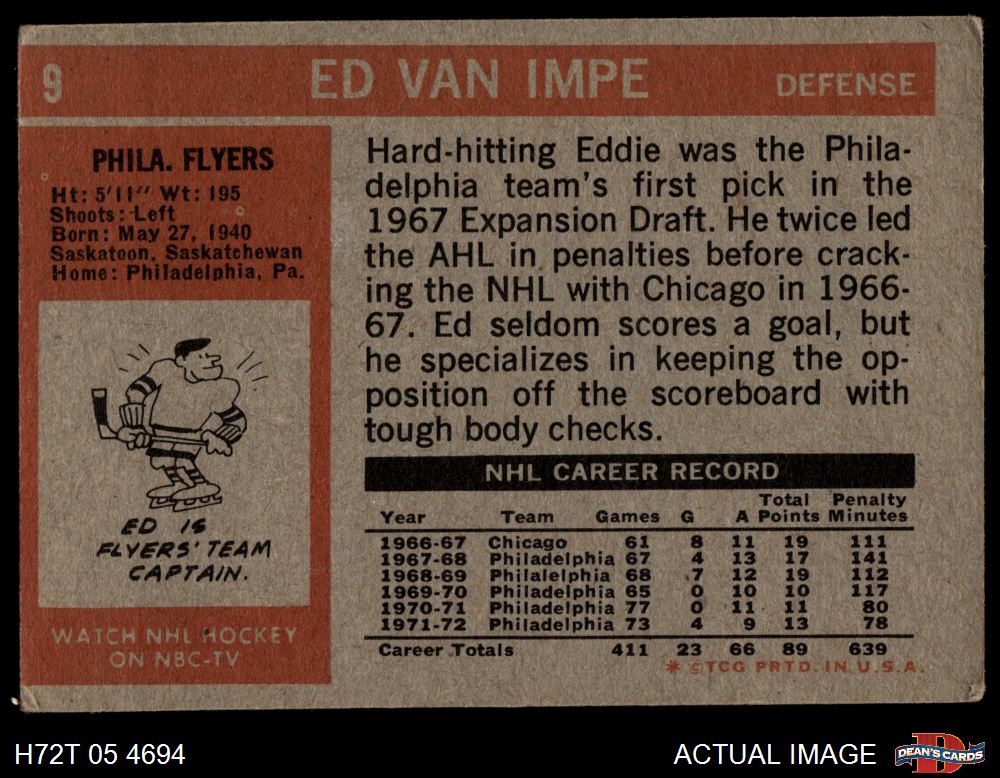 9
ED VAN IMPE
DEFENSE
PHILA. FLYERS
Ht: 5'11" Wt: 195
Shoots: Left
Born: May 27, 1940
Saskatoon, Saskatchewan
Home: Philadelphia, Pa.
ED IS
FLYERS' TEAM
CAPTAIN.
WATCH NHL HOCKEY
ON NBC-TV
Hard-hitting Eddie was the Phila-
delphia team's first pick in the
1967 Expansion Draft. He twice led
the AHL in penalties before crack-
ing the NHL with Chicago in 1966-
67. Ed seldom scores a goal, but
he specializes in keeping the op-
position off the scoreboard with
tough body checks.
NHL CAREER RECORD
Total Penalty
Year Team Games G A Points Minutes
1966-67 Chicago 61 8 11 19 111
1967-68 Philadelphia 67 4 13 17 141
1968-69 Philalelphia 68 7 12 19 112
1969-70 Philadelphia 65 0 10 10 117
1970-71 Philadelphia 77 0 11 11 80
1971-72 Philadelphia 73 4 9 13 78
Career Totals 411 23 66 89 639
* ©TCG PRTD. IN U.S.A.
H72T 05 4694
ACTUAL IMAGE
D
DEAN'S CARDS